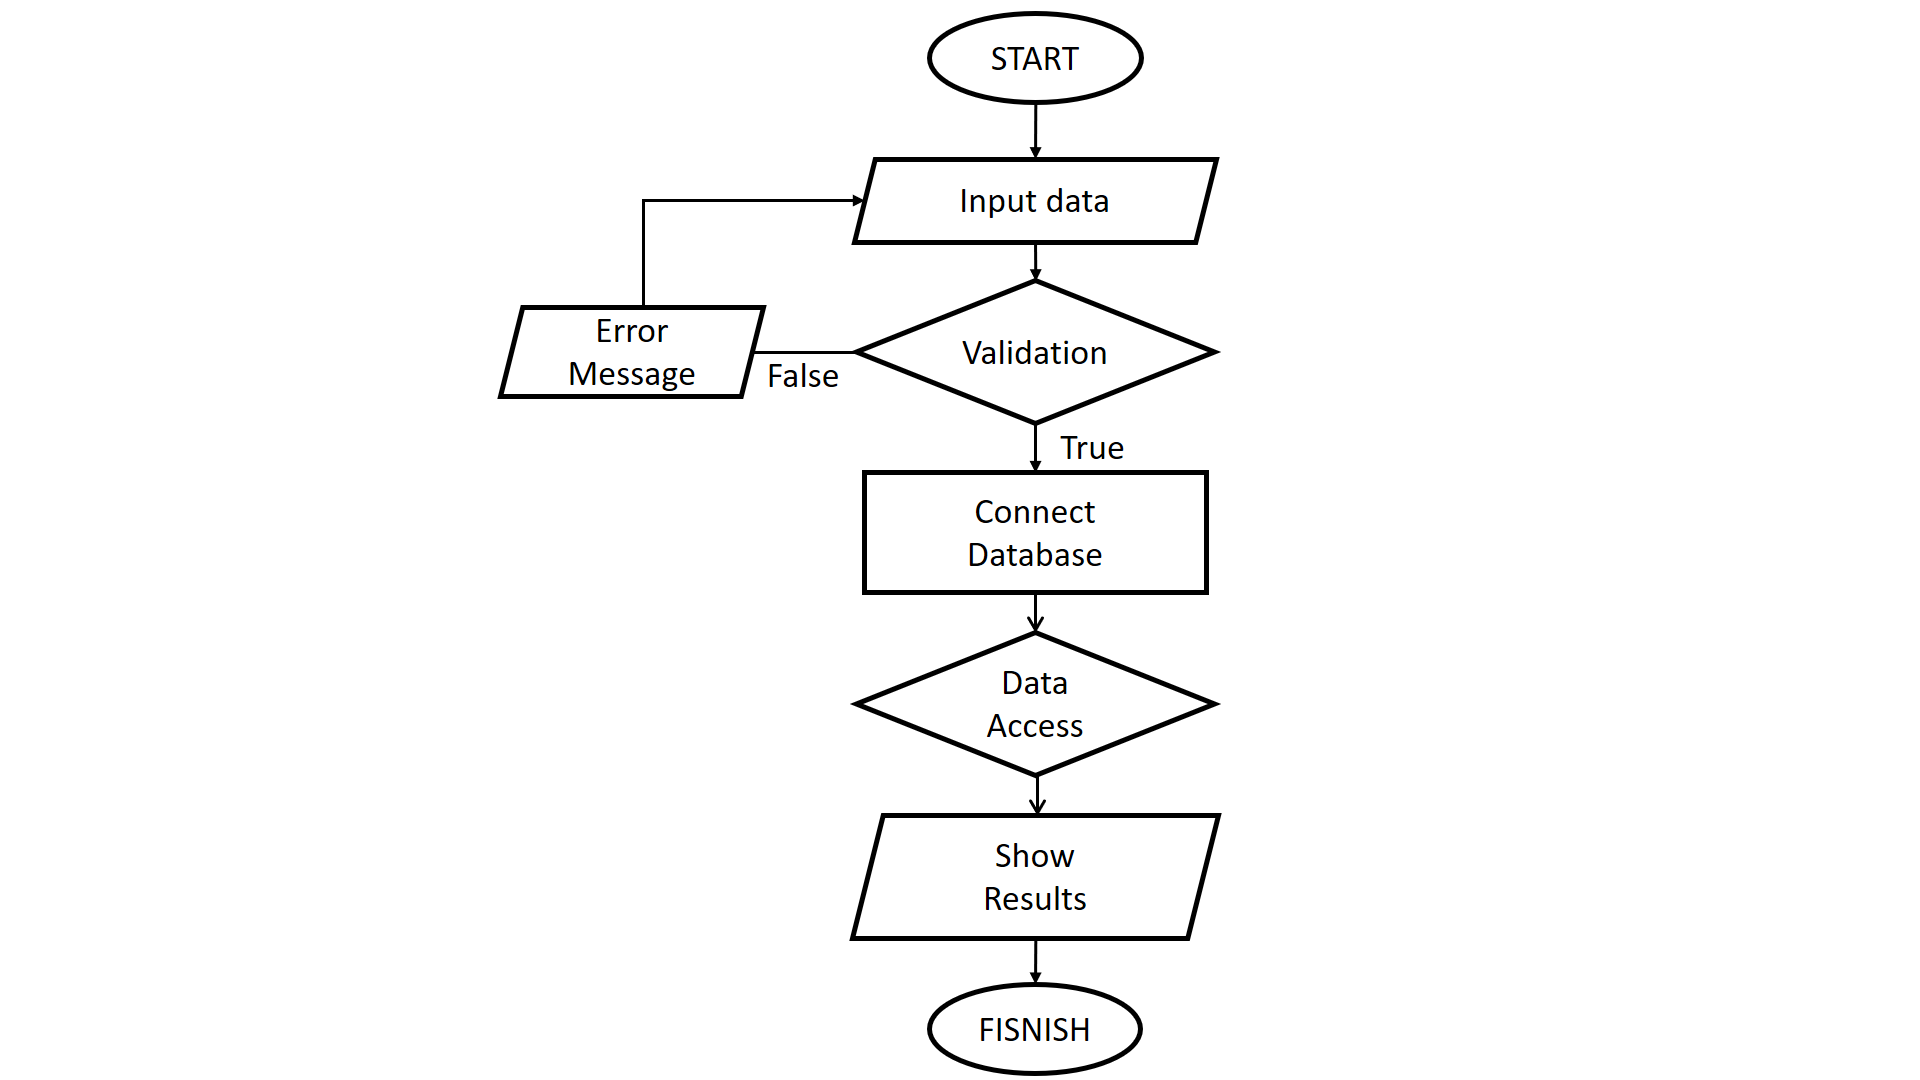 START
Input data
Error
Message
False
Validation
True
Connect
Database
Data
Access
Show
Results
FISNISH